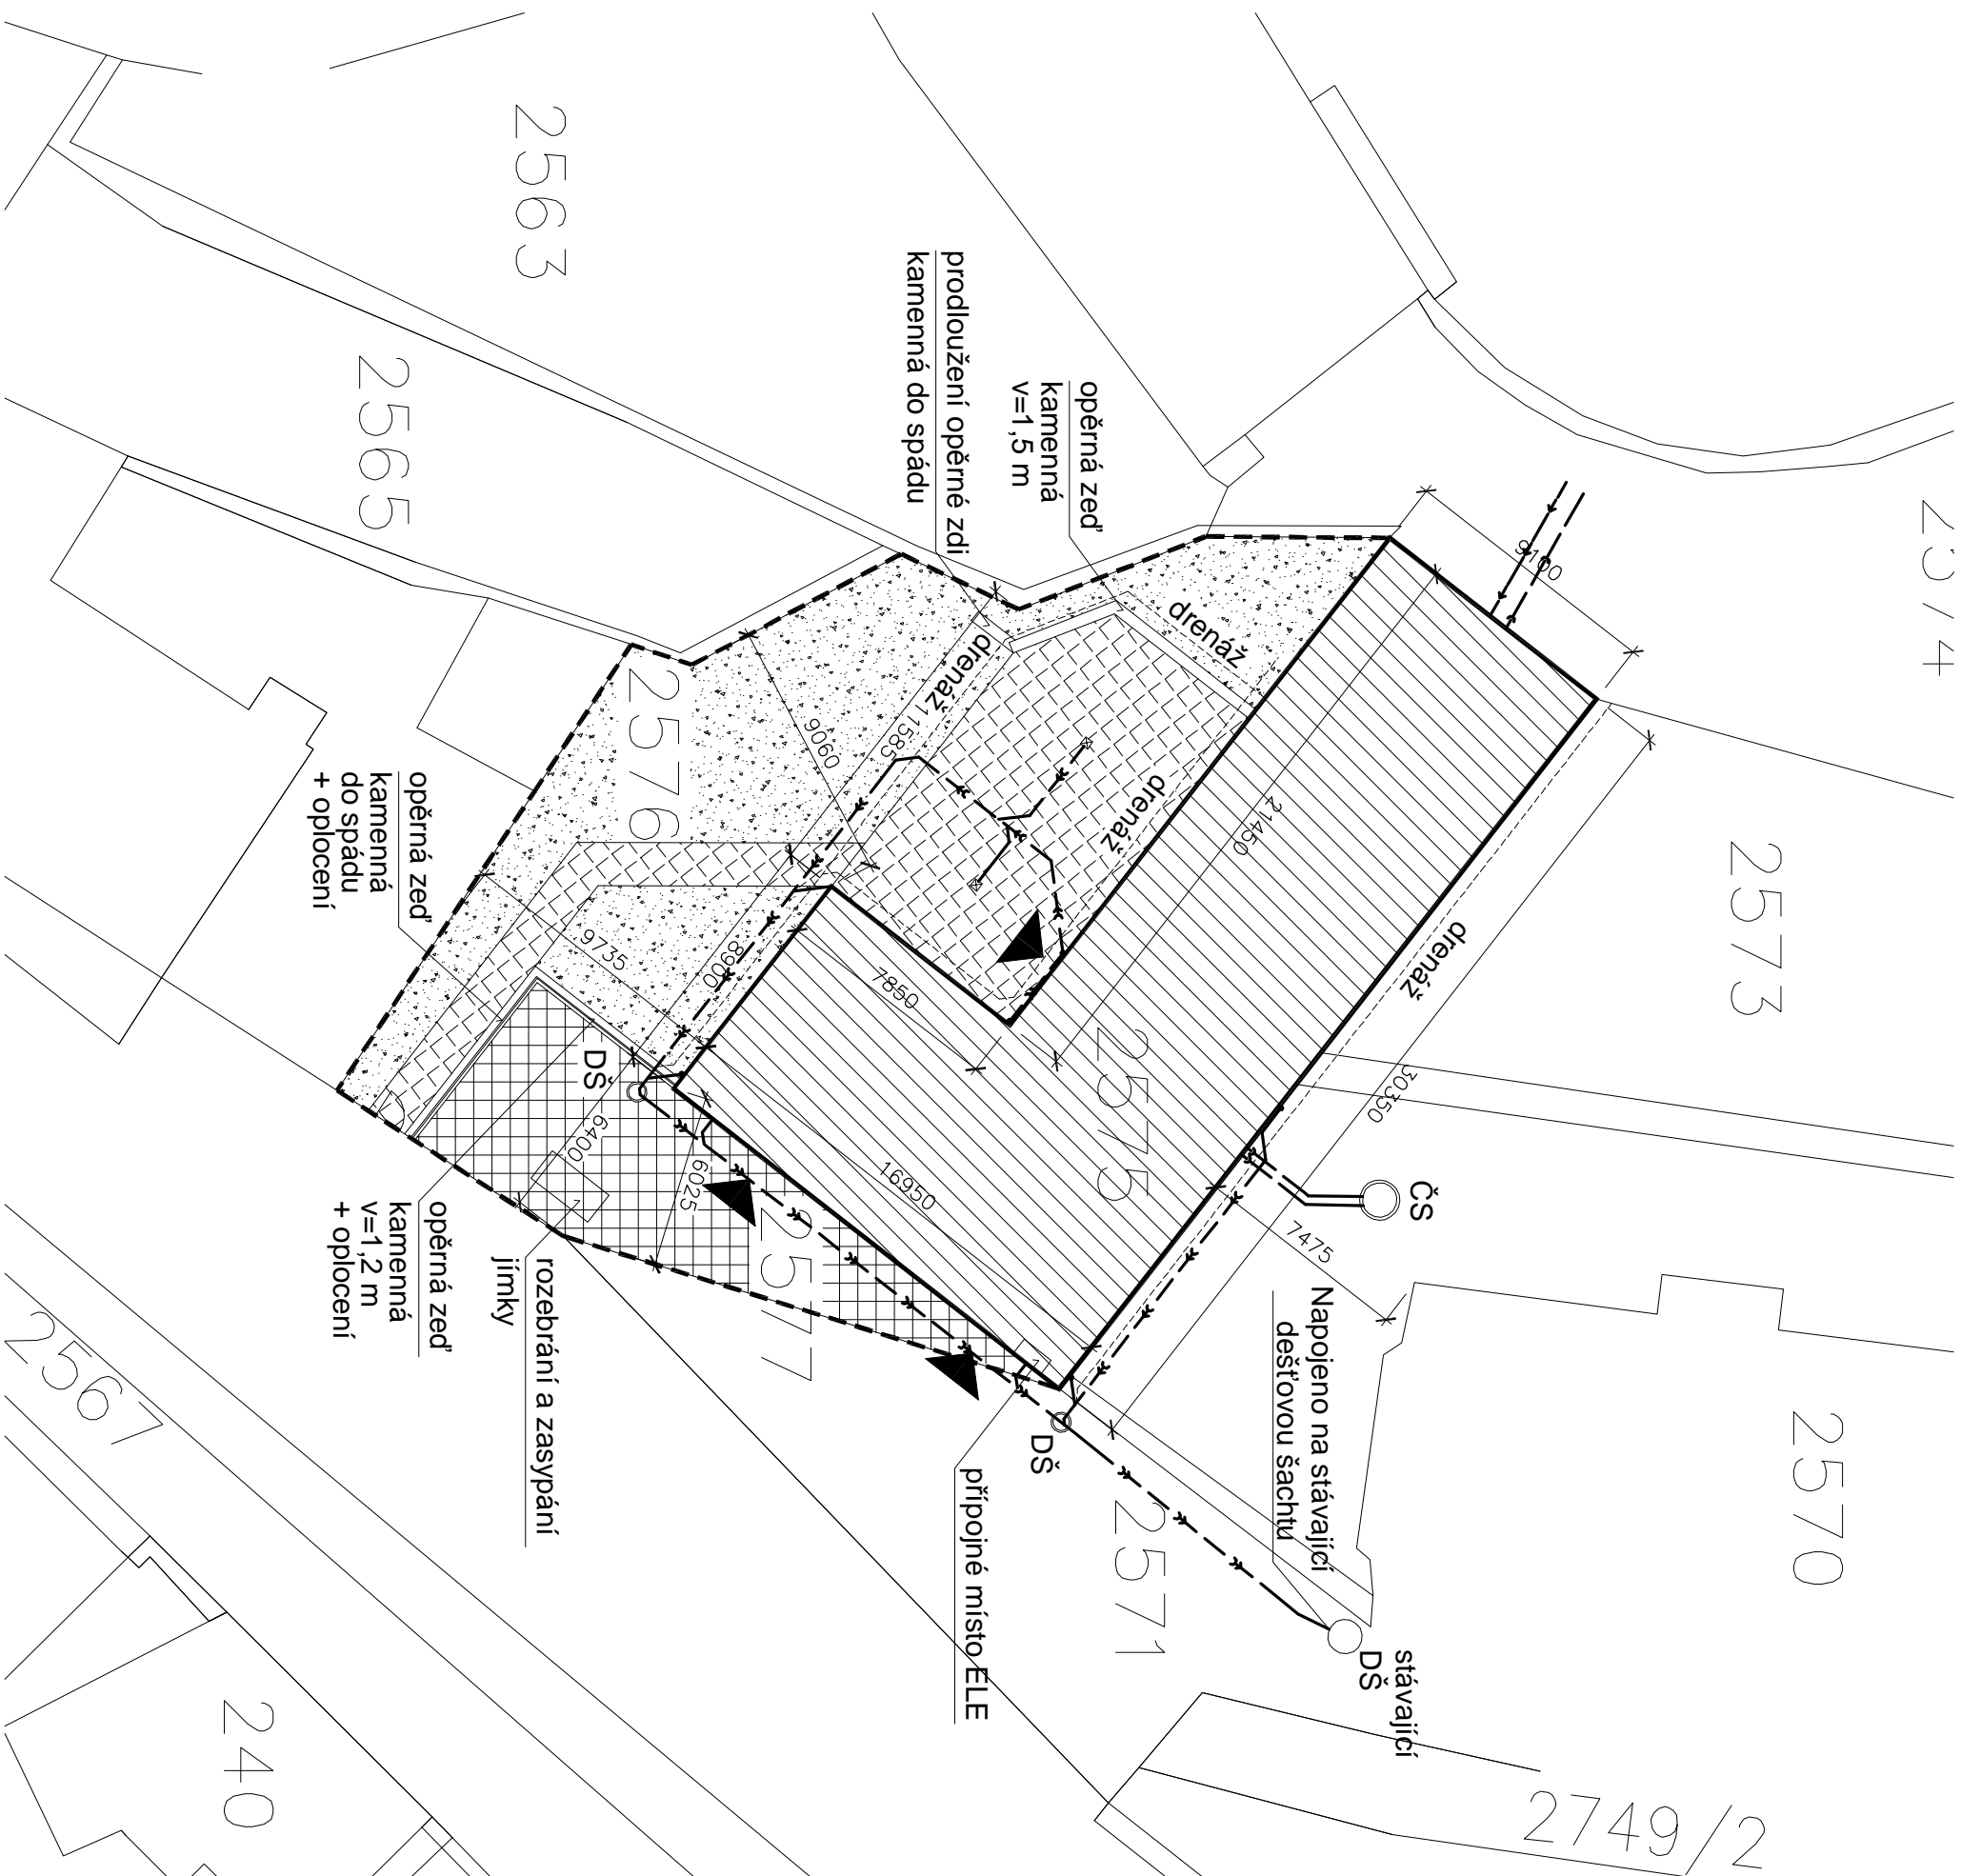 2563
2565
prodloužení opěrné zdi
kamenná do spádu
opěrná zeď
kamenná
v=1,5 m
9100
2573
drenáž
drenáž
drenáž
drenáž
11585
9060
21450
30350
2576
opěrná zeď
kamenná
do spádu
+ oplocení
9735
8900
7850
2575
DŠ
6400
6025
16950
7475
ČS
2577
opěrná zeď
kamenná
v=1,2 m
+ oplocení
rozebrání a zasypání
jímky
Napojeno na stávající
dešťovou šachtu
DŠ
přípojné místo ELE
2571
2570
stávající
DŠ
2567
240
2749/2